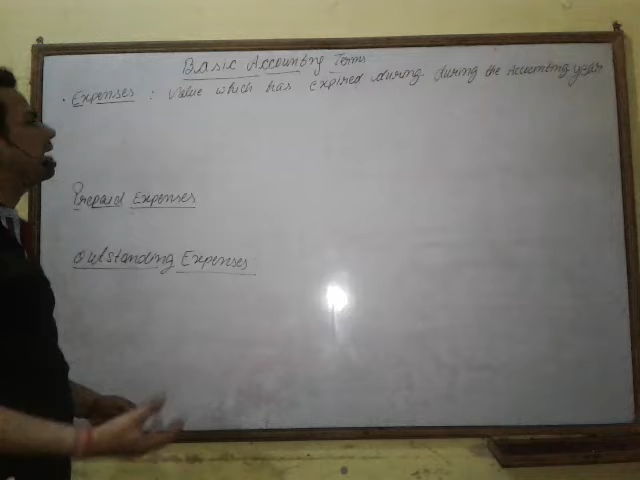 Basic Accounting Terms
· Expenses : Value which has expired during during the Accounting year
Prepaid Expenses
Outstanding Expenses